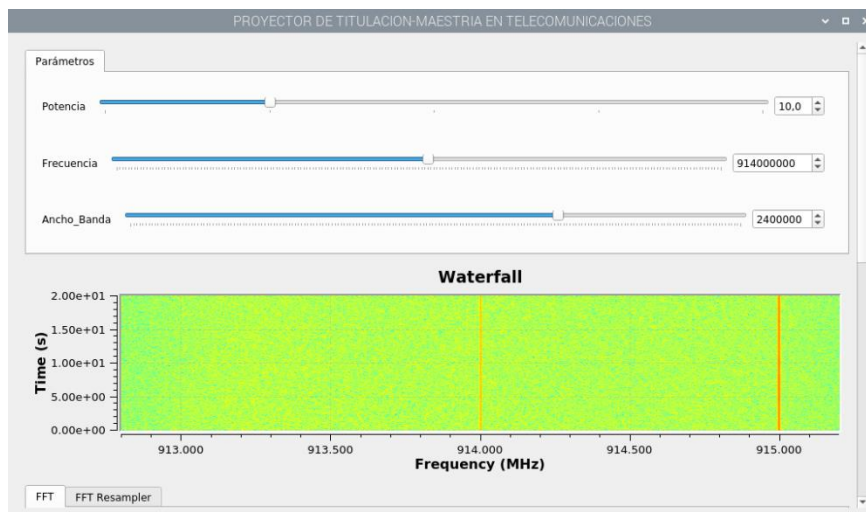 PROYECTOR DE TITULACION-MAESTRIA EN TELECOMUNICACIONES
Parámetros
Potencia 10,0
Frecuencia 914000000
Ancho_Banda 2400000
Waterfall
2.00e+01
1.50e+01
1.00e+01
5.00e+00
0.00e+00
Time (s)
913.000 913.500 914.000 914.500 915.000
Frequency (MHz)
FFT FFT Resampler